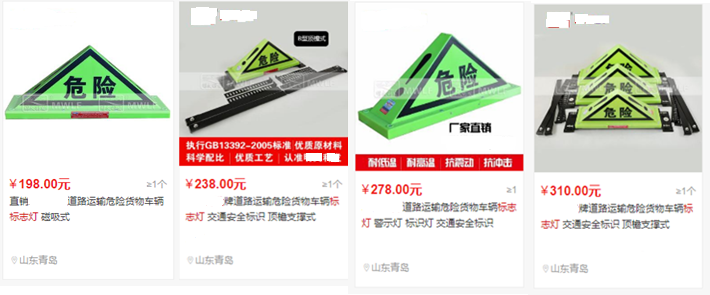 危险
MWLF
¥198.00元
≥1个
直销 道路运输危险货物车辆标
志灯 磁吸式
山东青岛
B型顶檐式
危险
执行GB13392-2005标准 优质原材料
科学配比 优质工艺 认准
¥238.00元
≥1个
牌道路运输危险货物车辆标
志灯 交通安全标识 顶檐支撑式
山东青岛
危险
厂家直销
耐低温 耐高温 抗震动 抗冲击
¥278.00元
≥1
道路运输危险货物车辆标志
灯 警示灯 标识灯 交通安全标识
山东青岛
危险
危险
危险
¥310.00元
≥1个
牌道路运输危险货物车辆标
志灯 交通安全标识 顶檐支撑式
山东青岛